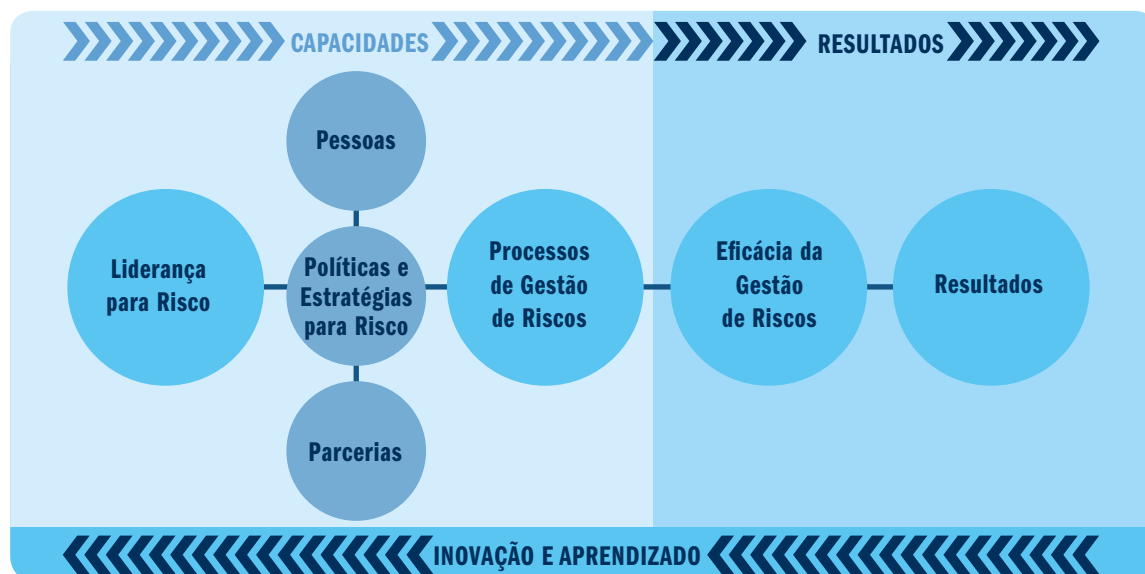 CAPACIDADES
RESULTADOS
Pessoas
Liderança
para Risco
Políticas e
Estratégias
para Risco
Processos
de Gestão
de Riscos
Eficácia da
Gestão
de Riscos
Resultados
Parcerias
INOVAÇÃO E APRENDIZADO